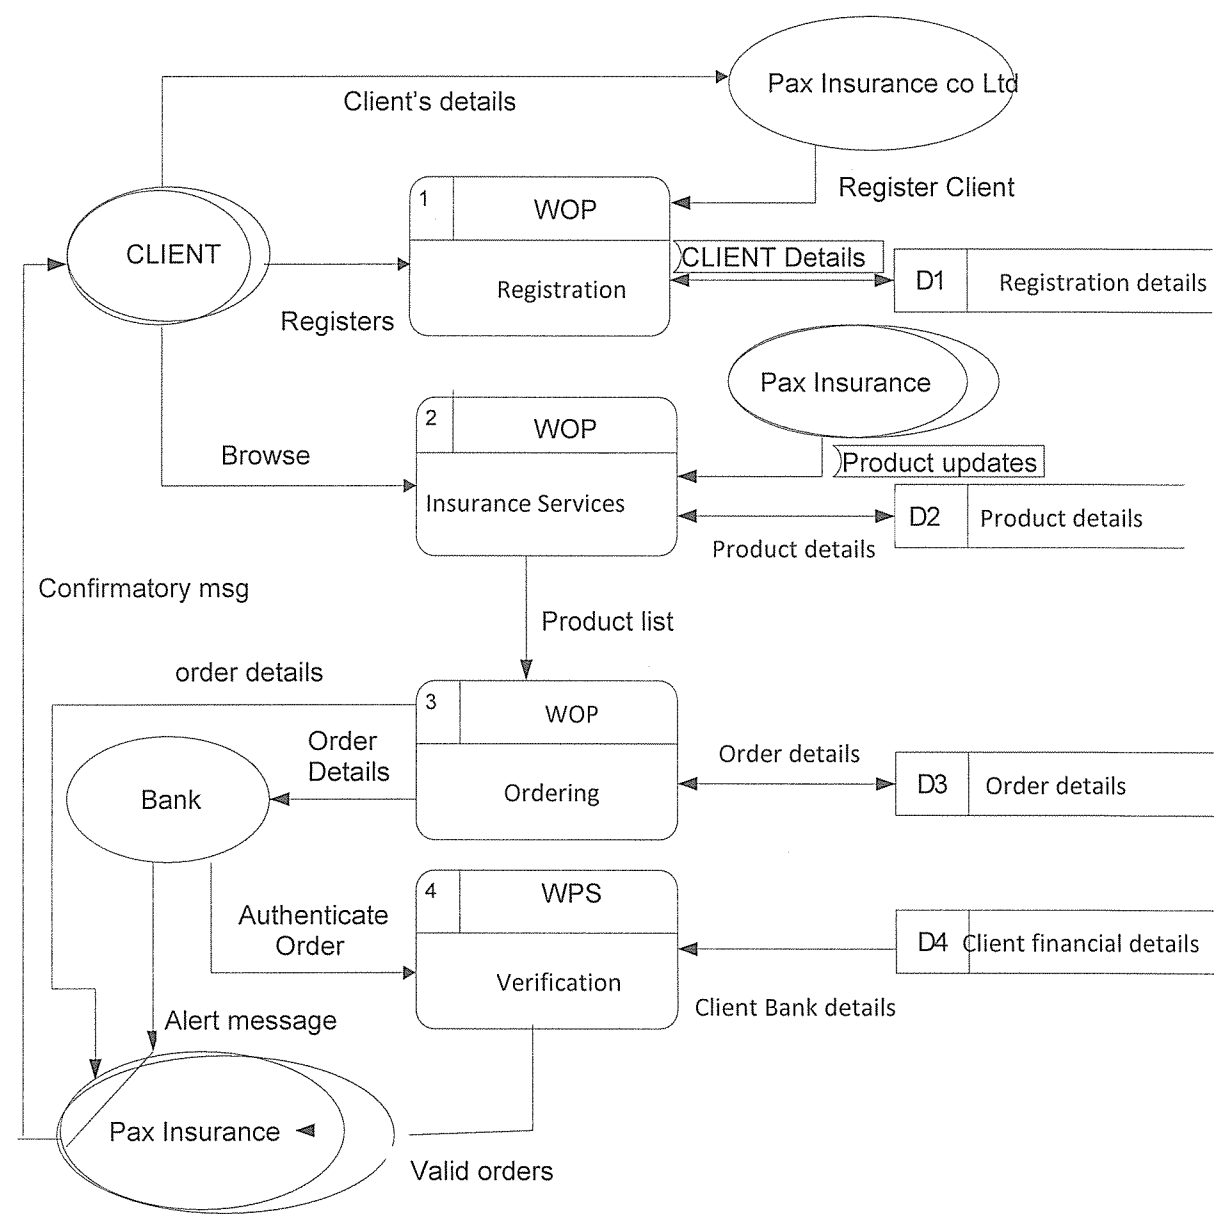 Pax Insurance co Ltd
Client's details
Register Client
1
WOP
CLIENT
CLIENT Details
D1
Registration details
Registration
Registers
Pax Insurance
2
WOP
Browse
Product updates
Insurance Services
D2
Product details
Product details
Confirmatory msg
Product list
order details
3
WOP
Order
Details
Order details
Bank
Ordering
D3
Order details
4
WPS
Authenticate
Order
D4
Client financial details
Verification
Client Bank details
Alert message
Pax Insurance
Valid orders